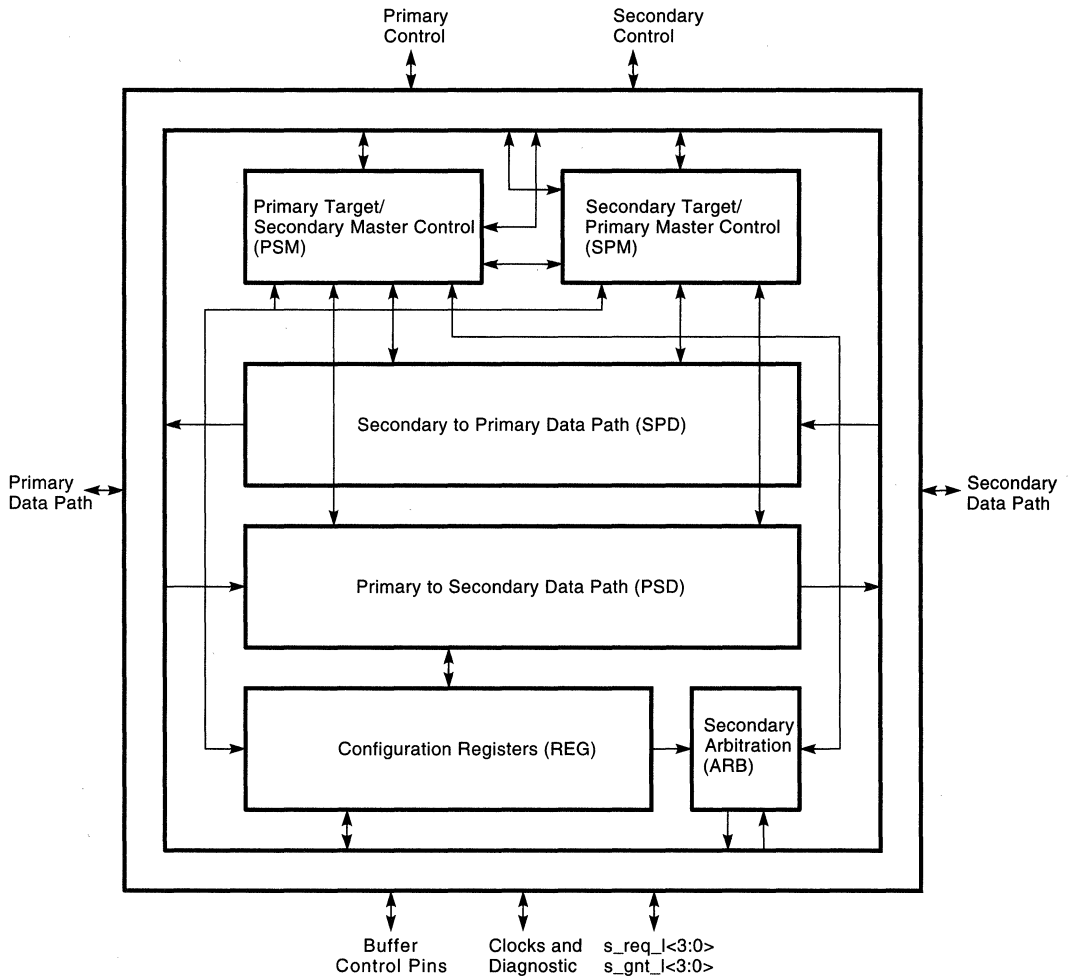 Primary
Control
Secondary
Control
Primary Target/
Secondary Master Control
(PSM)
Secondary Target/
Primary Master Control
(SPM)
Secondary to Primary Data Path (SPD)
Primary
Data Path
Secondary
Data Path
Primary to Secondary Data Path (PSD)
Configuration Registers (REG)
Secondary
Arbitration
(ARB)
Buffer
Control Pins
Clocks and
Diagnostic
s_req_l<3:0>
s_gnt_l<3:0>